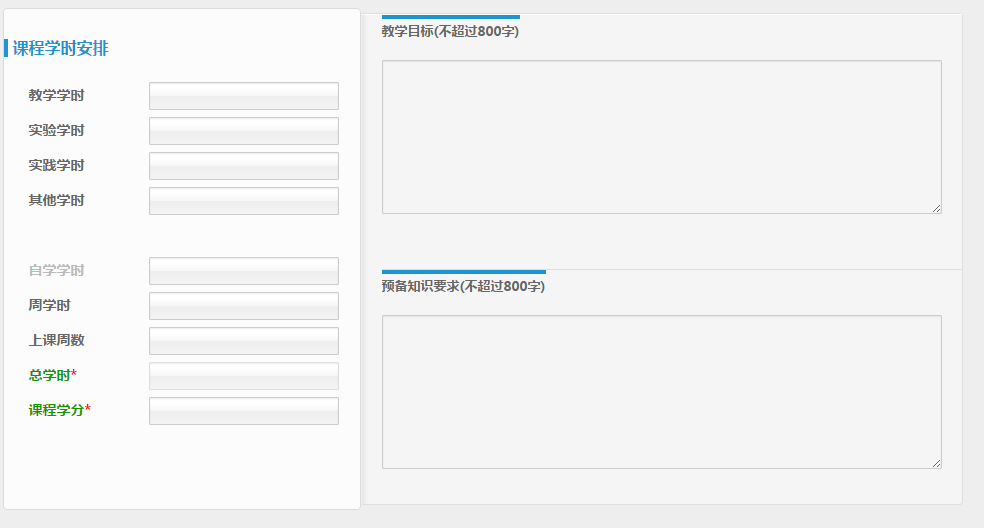 课程学时安排
教学学时
实验学时
实践学时
其他学时
自学学时
周学时
上课周数
总学时*
课程学分*
教学目标(不超过800字)
预备知识要求(不超过800字)